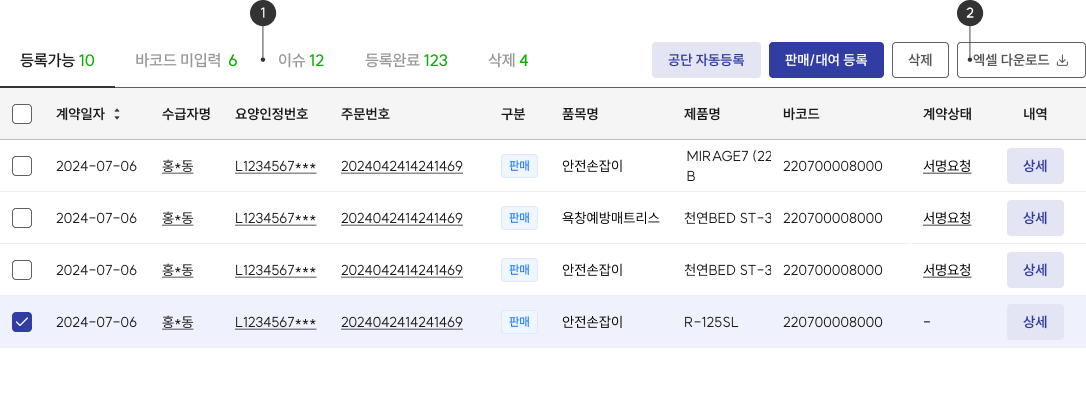 1 2
등록가능 10 바코드 미입력 6 이슈 12 등록완료 123 삭제 4 공단 자동등록 판매/대여 등록 삭제 엑셀 다운로드
계약일자 수급자명 요양인정번호 주문번호 구분 품목명 제품명 바코드 계약상태 내역
2024-07-06 홍*동 L1234567*** 2024042414241469 판매 안전손잡이 MIRAGE7 (22 220700008000 서명요청 상세
B
2024-07-06 홍*동 L1234567*** 2024042414241469 판매 욕창예방매트리스 천연BED ST-3 220700008000 서명요청 상세
2024-07-06 홍*동 L1234567*** 2024042414241469 판매 안전손잡이 천연BED ST-3 220700008000 서명요청 상세
2024-07-06 홍*동 L1234567*** 2024042414241469 판매 안전손잡이 R-125SL 220700008000 - 상세